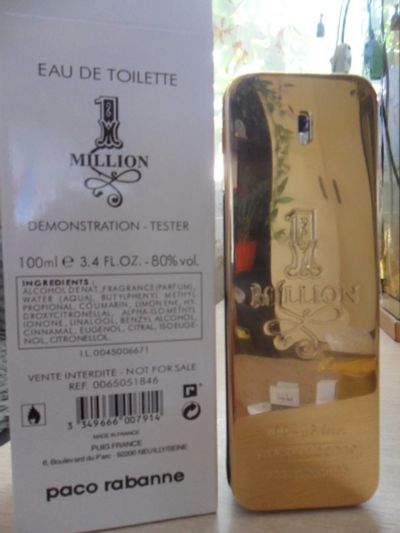 EAU DE TOILETTE
1
MILLION
DEMONSTRATION - TESTER
100ml e 3.4 FL.OZ. - 80% vol.
INGREDIENTS :
ALCOHOL DENAT., FRAGRANCE (PARFUM),
WATER (AQUA), BUTYLPHENYL METHYL
PROPIONAL, COUMARIN, LIMONENE, HY-
DROXYCITRONELLAL, ALPHA-ISOMETHYL
IONONE, LINALOOL, BENZYL ALCOHOL,
CINNAMAL, EUGENOL, CITRAL, ISOEUGE-
NOL, CITRONELLOL.
I.L. 0045006671
VENTE INTERDITE - NOT FOR SALE
REF. 0065051846
3 349666 007914
MADE IN FRANCE
PUIG FRANCE
6, Boulevard du Parc - 92200 NEUILLY/SEINE
paco rabanne
1
MILLION